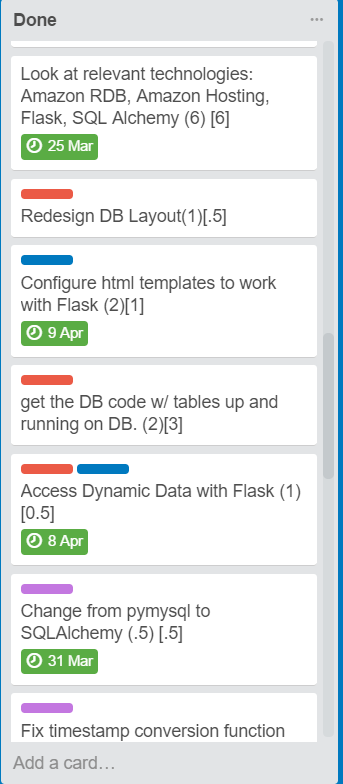 Done
Look at relevant technologies:
Amazon RDB, Amazon Hosting,
Flask, SQL Alchemy (6) [6]
25 Mar
Redesign DB Layout(1)[.5]
Configure html templates to work
with Flask (2)[1]
9 Apr
get the DB code w/ tables up and
running on DB. (2)[3]
Access Dynamic Data with Flask (1)
[0.5]
8 Apr
Change from pymysql to
SQLAlchemy (.5) [.5]
31 Mar
Fix timestamp conversion function
Add a card…